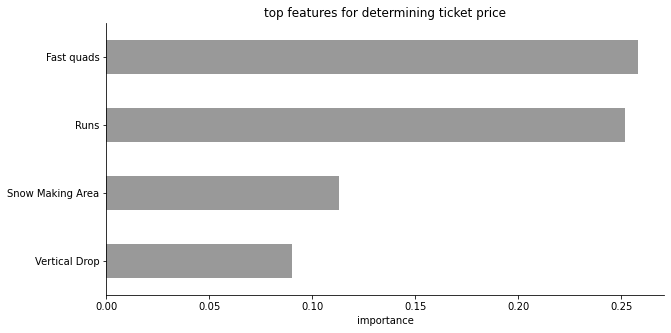 top features for determining ticket price
Fast quads
Runs
Snow Making Area
Vertical Drop
0.00 0.05 0.10 0.15 0.20 0.25
importance